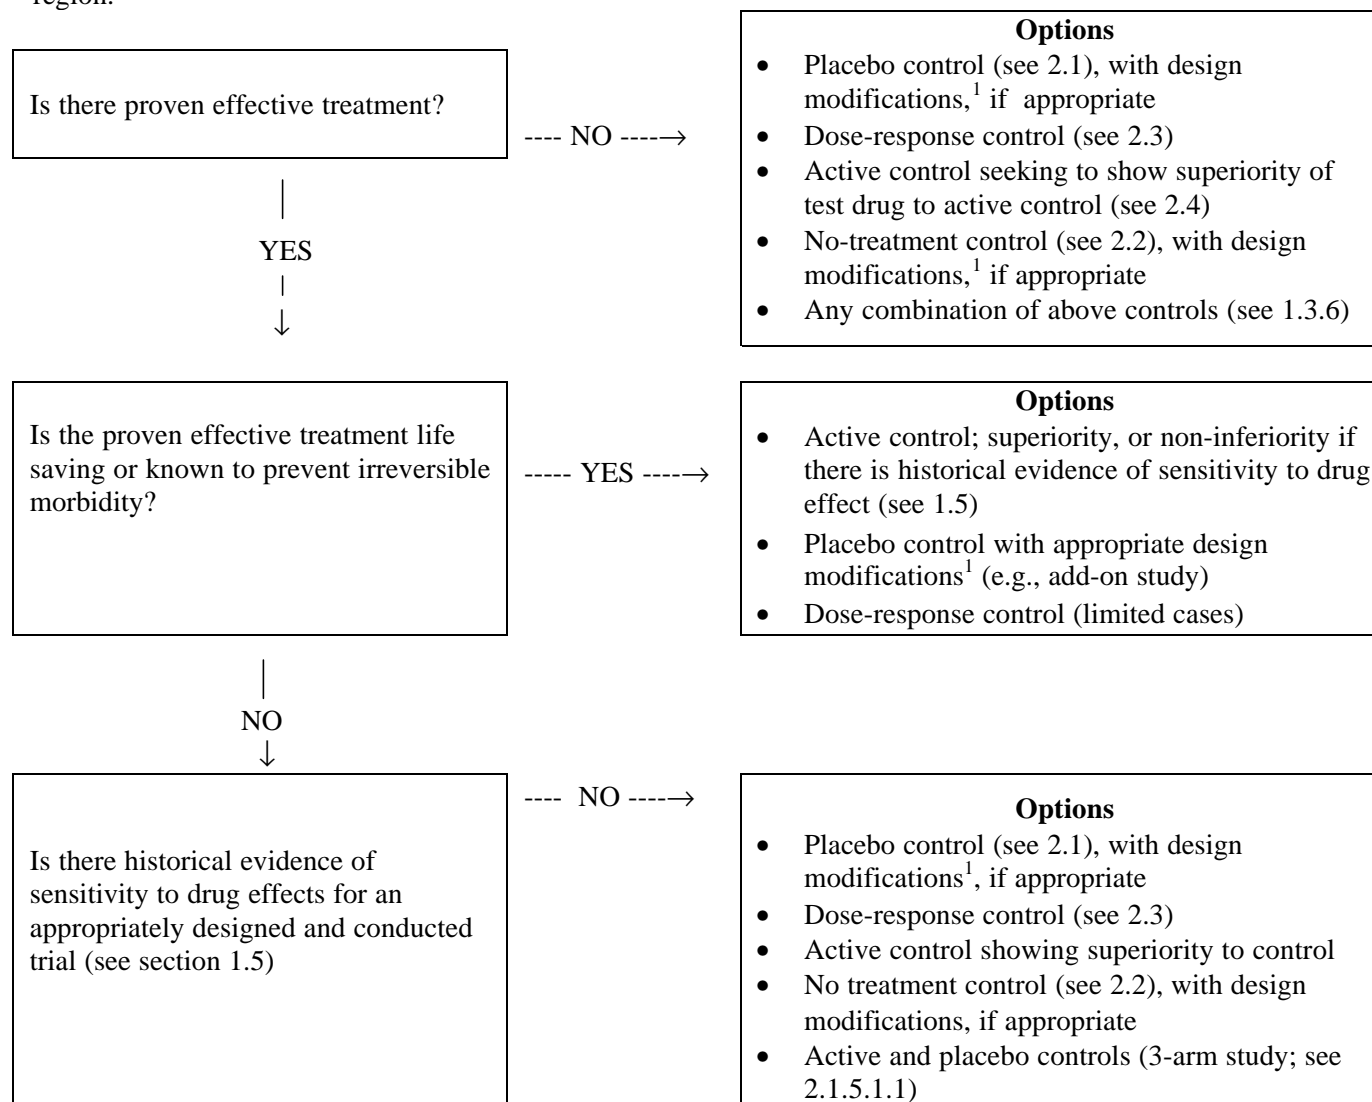 region.
Is there proven effective treatment?
---- NO ----→
Options
• Placebo control (see 2.1), with design
modifications,1 if appropriate
• Dose-response control (see 2.3)
• Active control seeking to show superiority of
test drug to active control (see 2.4)
• No-treatment control (see 2.2), with design
modifications,1 if appropriate
• Any combination of above controls (see 1.3.6)
YES
Is the proven effective treatment life
saving or known to prevent irreversible
morbidity?
----- YES ----→
Options
• Active control; superiority, or non-inferiority if
there is historical evidence of sensitivity to drug
effect (see 1.5)
• Placebo control with appropriate design
modifications1 (e.g., add-on study)
• Dose-response control (limited cases)
NO
Is there historical evidence of
sensitivity to drug effects for an
appropriately designed and conducted
trial (see section 1.5)
---- NO ----→
Options
• Placebo control (see 2.1), with design
modifications1, if appropriate
• Dose-response control (see 2.3)
• Active control showing superiority to control
• No treatment control (see 2.2), with design
modifications, if appropriate
• Active and placebo controls (3-arm study; see
2.1.5.1.1)